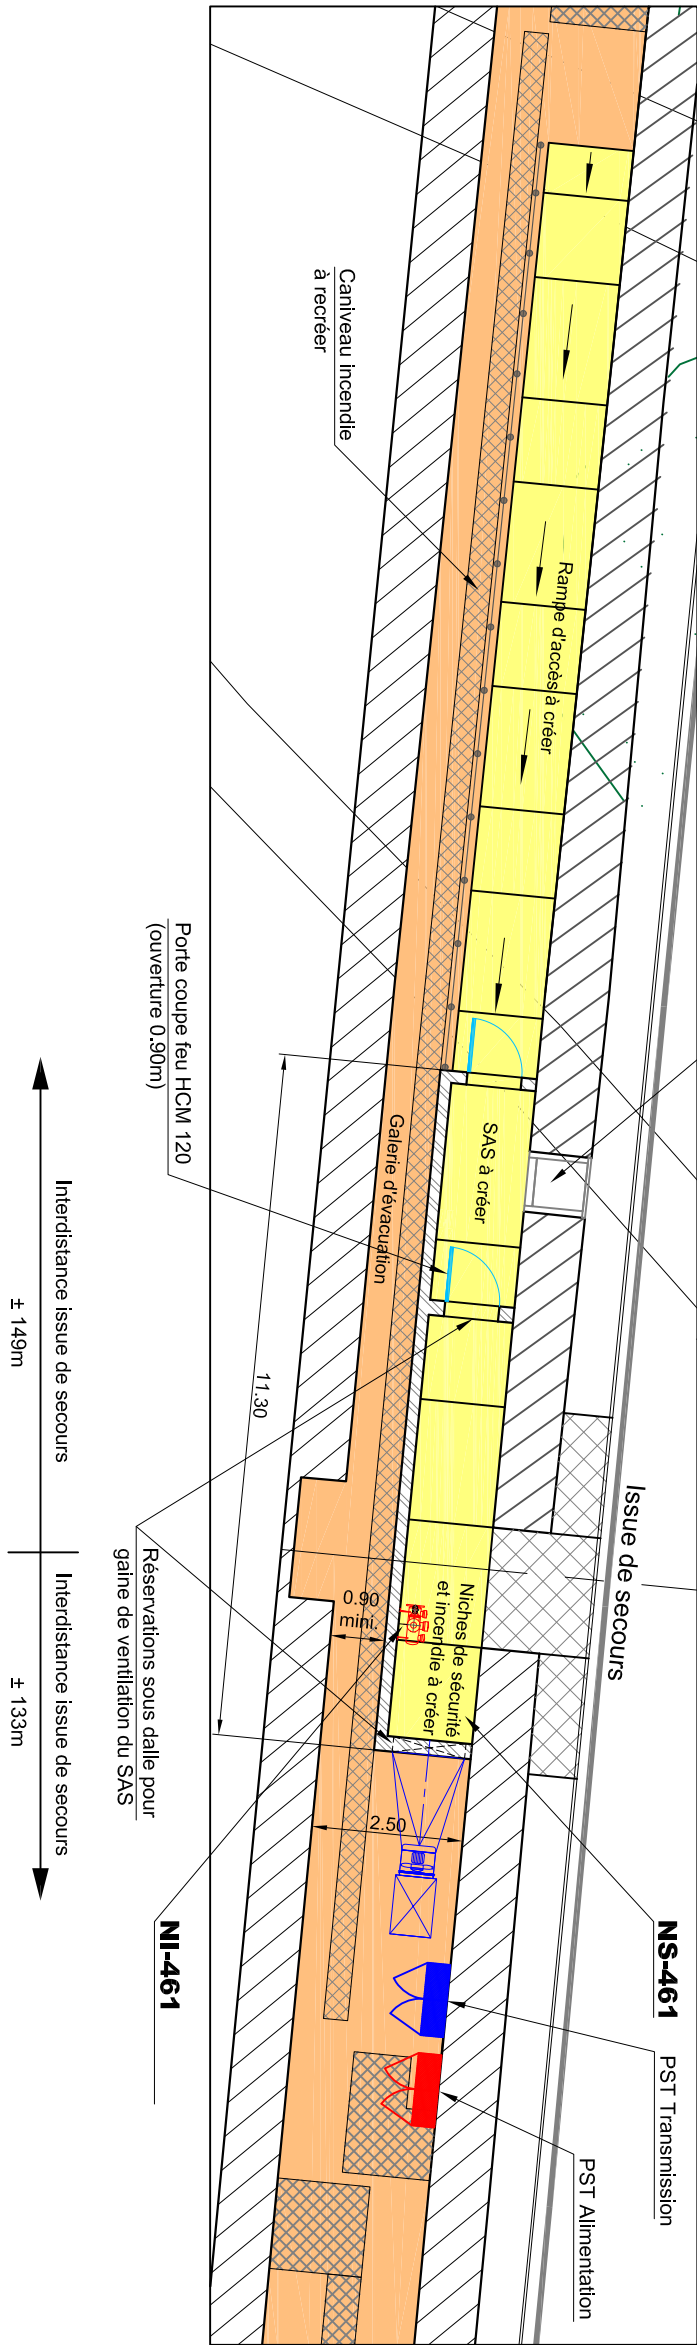 Caniveau incendie
à recréer
Rampe d'accès à créer
Porte coupe feu HCM 120
(ouverture 0.90m)
SAS à créer
Galerie d'évacuation
11.30
Issue de secours
Niches de sécurité
et incendie à créer
0.90
mini.
2.50
Réservations sous dalle pour
gaine de ventilation du SAS
Interdistance issue de secours
± 149m
Interdistance issue de secours
± 133m
NI-461
NS-461
PST Transmission
PST Alimentation